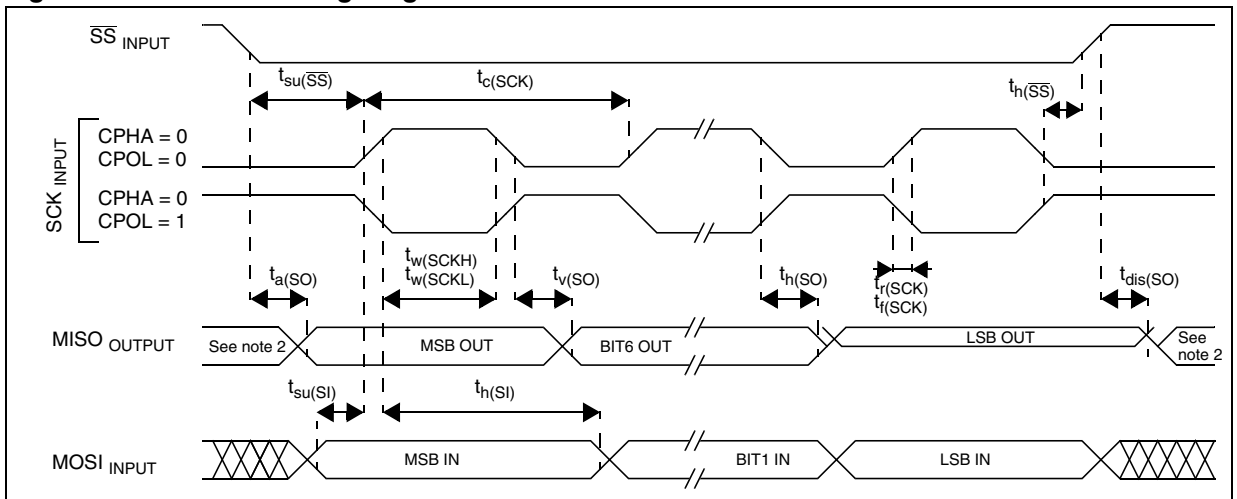 SS INPUT
tsu(SS)
tc(SCK)
th(SS)
SCK INPUT
CPHA = 0
CPOL = 0
CPHA = 0
CPOL = 1
ta(SO)
tw(SCKH)
tw(SCKL)
tv(SO)
th(SO)
tr(SCK)
tf(SCK)
tdis(SO)
MISO OUTPUT
See note 2
MSB OUT
BIT6 OUT
LSB OUT
See
note 2
tsu(SI)
th(SI)
MOSI INPUT
MSB IN
BIT1 IN
LSB IN